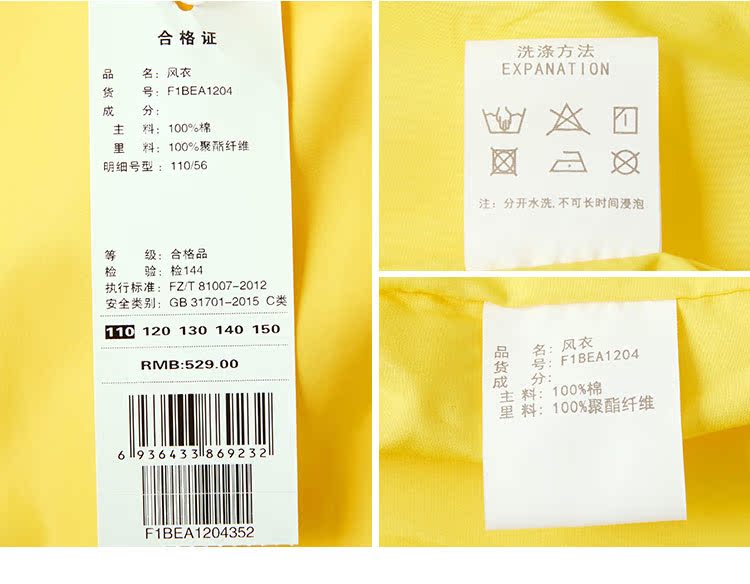 合格证
品 名: 风衣
货 号: F1BEA1204
成 分:
主 料: 100%棉
里 料: 100%聚酯纤维
明细号型: 110/56
等 级: 合格品
检 验: 检144
执行标准: FZ/T 81007-2012
安全类别: GB 31701-2015 C类
110 120 130 140 150
RMB:529.00
6 936433 869232
F1BEA1204352
洗涤方法
EXPANATION
注: 分开水洗,不可长时间浸泡
品 名: 风衣
货 号: F1BEA1204
成 分:
主 料: 100%棉
里 料: 100%聚酯纤维